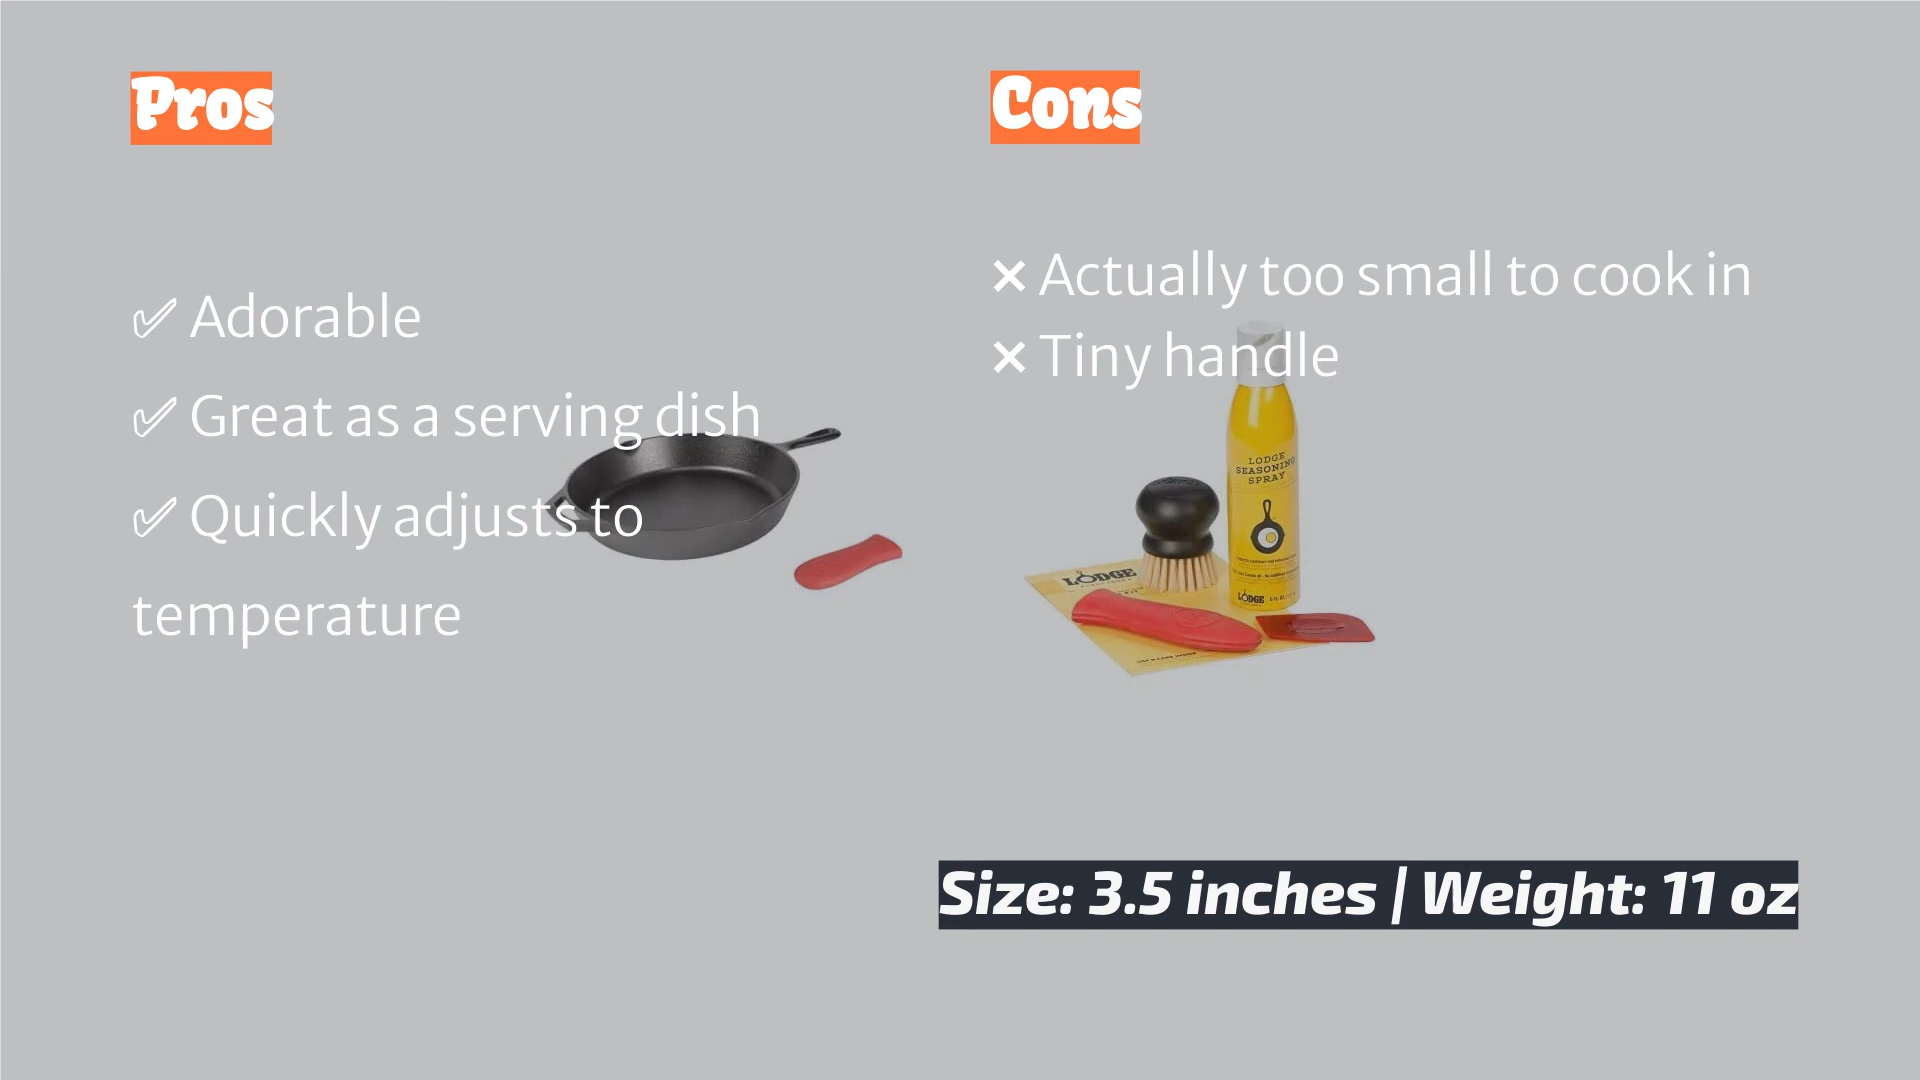 Pros
✅ Adorable
✅ Great as a serving dish
✅ Quickly adjusts to
temperature
Cons
❌ Actually too small to cook in
❌ Tiny handle
LODGE
SEASONING
SPRAY
LODGE
LODGE
Size: 3.5 inches | Weight: 11 oz